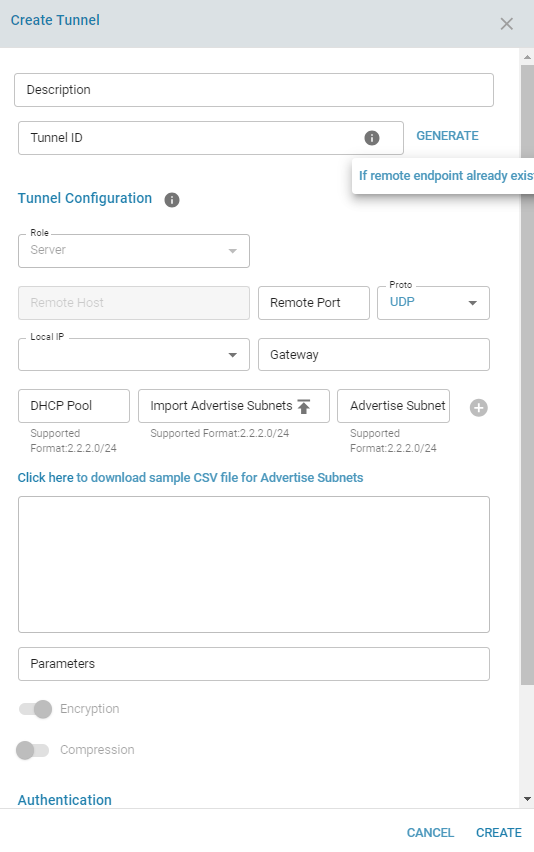 Create Tunnel
Description
Tunnel ID
GENERATE
If remote endpoint already exis
Tunnel Configuration
Role
Server
Remote Host
Remote Port
Proto
UDP
Local IP
Gateway
DHCP Pool
Import Advertise Subnets
Advertise Subnet
Supported
Format:2.2.2.0/24
Supported Format:2.2.2.0/24
Supported
Format:2.2.2.0/24
Click here to download sample CSV file for Advertise Subnets
Parameters
Encryption
Compression
Authentication
CANCEL
CREATE